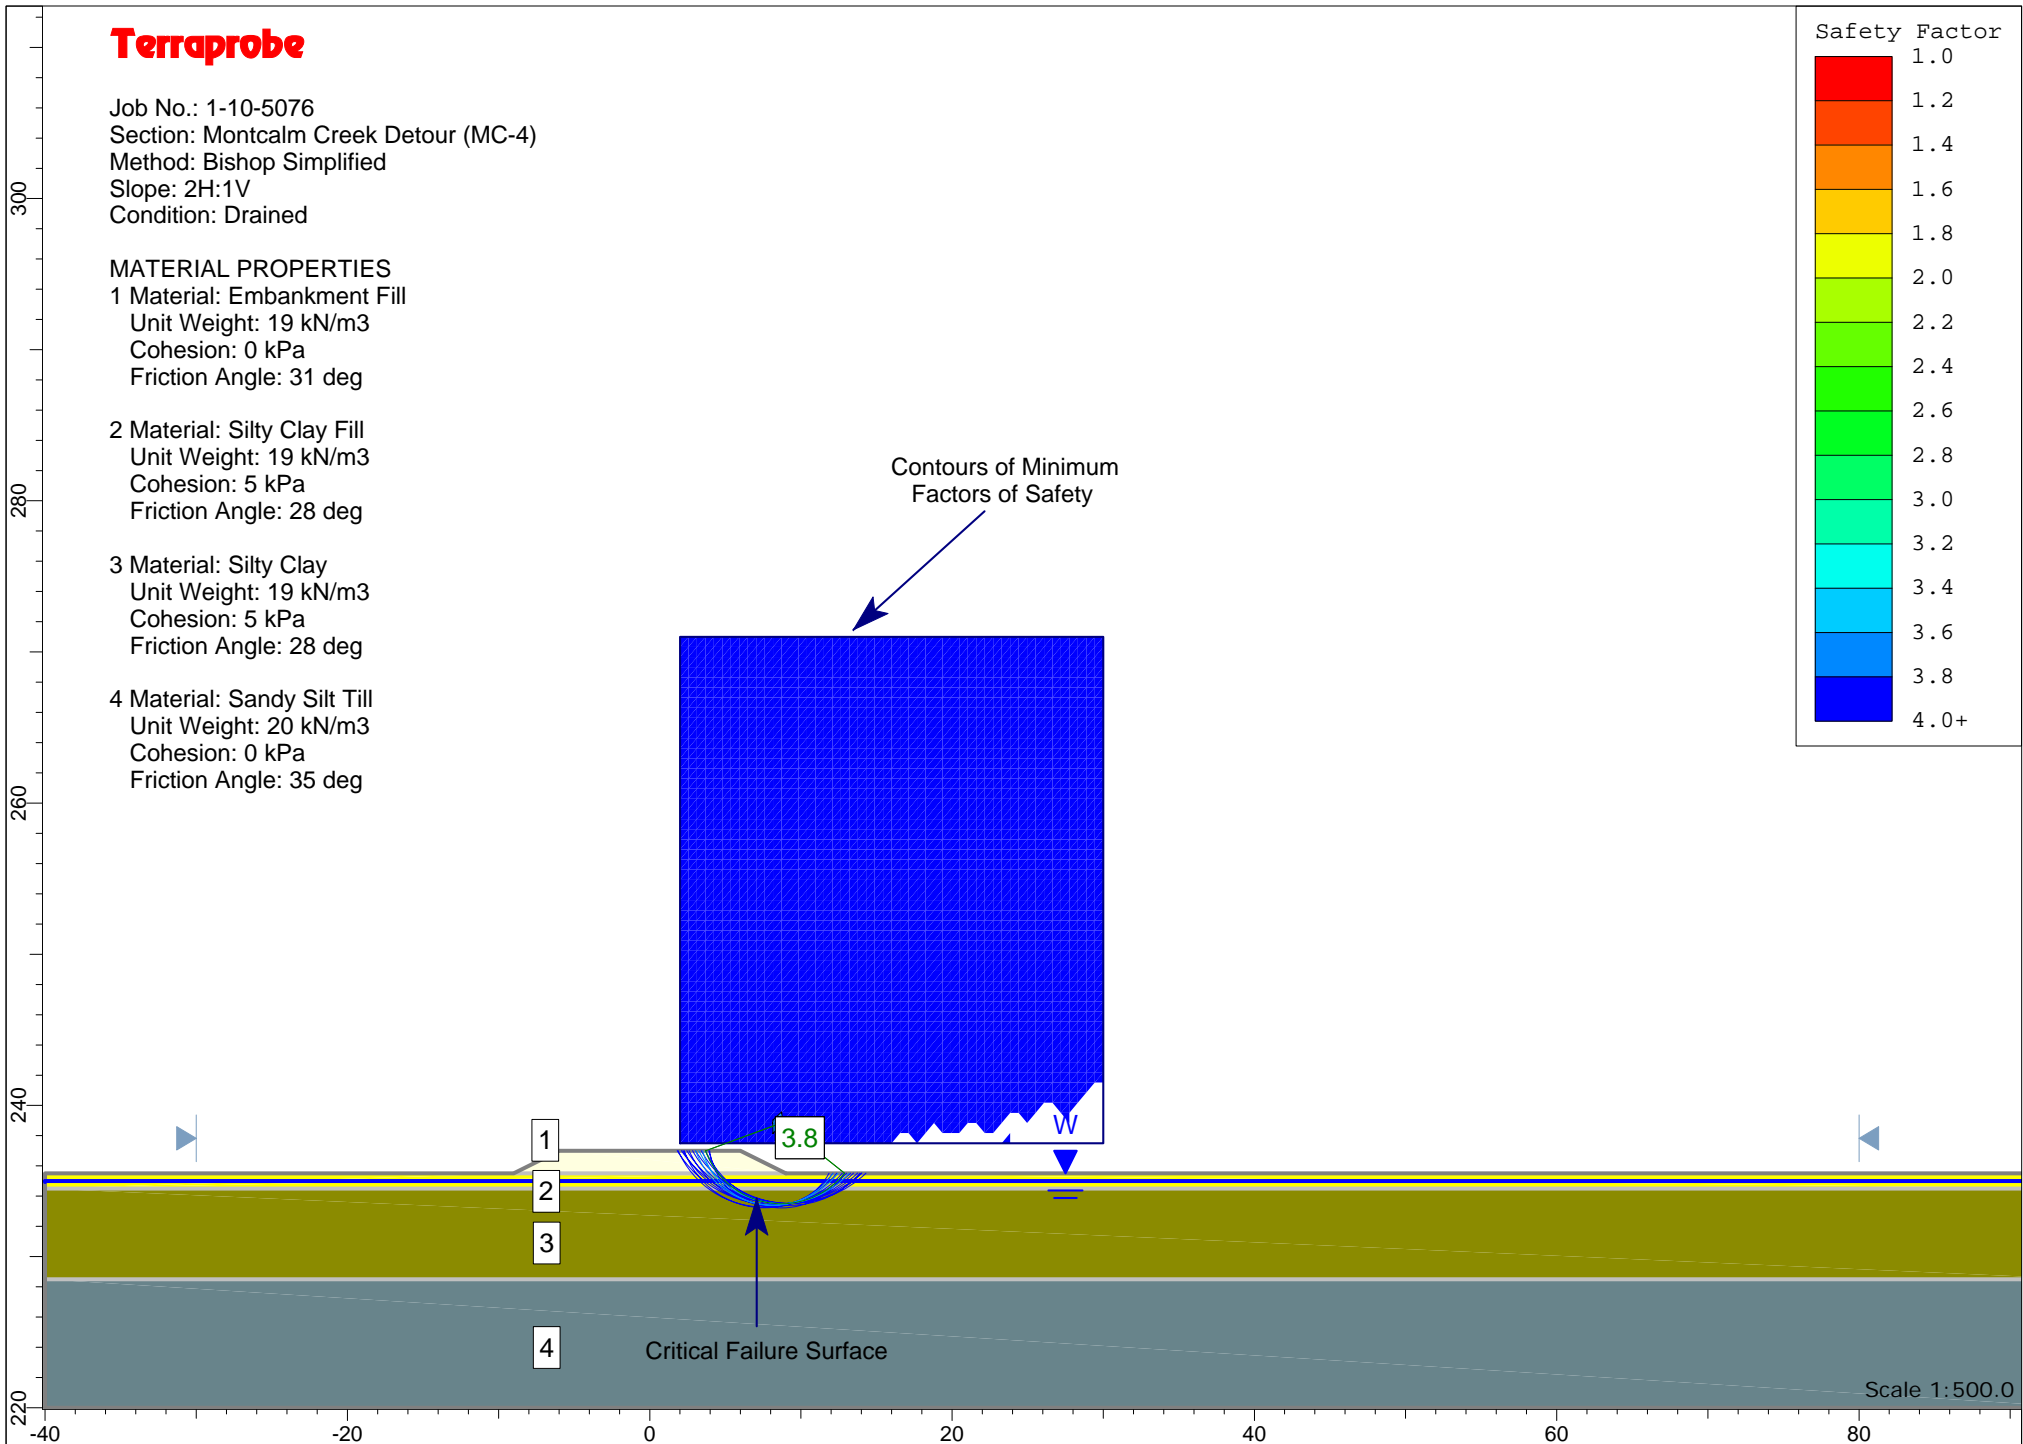 Terraprobe
Job No.: 1-10-5076
Section: Montcalm Creek Detour (MC-4)
Method: Bishop Simplified
Slope: 2H:1V
Condition: Drained
MATERIAL PROPERTIES
1 Material: Embankment Fill
Unit Weight: 19 kN/m3
Cohesion: 0 kPa
Friction Angle: 31 deg
2 Material: Silty Clay Fill
Unit Weight: 19 kN/m3
Cohesion: 5 kPa
Friction Angle: 28 deg
3 Material: Silty Clay
Unit Weight: 19 kN/m3
Cohesion: 5 kPa
Friction Angle: 28 deg
4 Material: Sandy Silt Till
Unit Weight: 20 kN/m3
Cohesion: 0 kPa
Friction Angle: 35 deg
Safety Factor
1.0
1.2
1.4
1.6
1.8
2.0
2.2
2.4
2.6
2.8
3.0
3.2
3.4
3.6
3.8
4.0+
Contours of Minimum
Factors of Safety
300
280
260
240
220
W
3.8
1
2
3
4
Critical Failure Surface
Scale 1:500.0
-40
-20
0
20
40
60
80